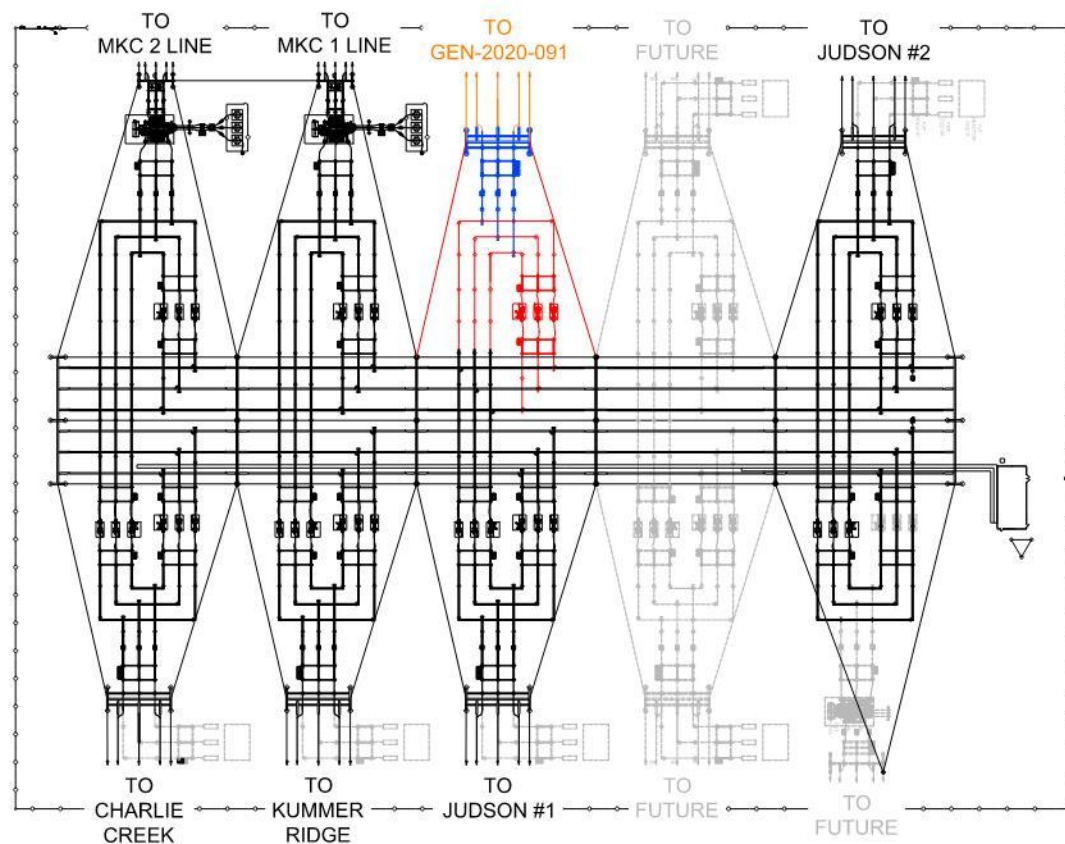 TO
MKC 2 LINE
TO
MKC 1 LINE
TO
GEN-2020-091
TO
FUTURE
TO
JUDSON #2
TO
CHARLIE
CREEK
TO
KUMMER
RIDGE
TO
JUDSON #1
TO
FUTURE
TO
FUTURE